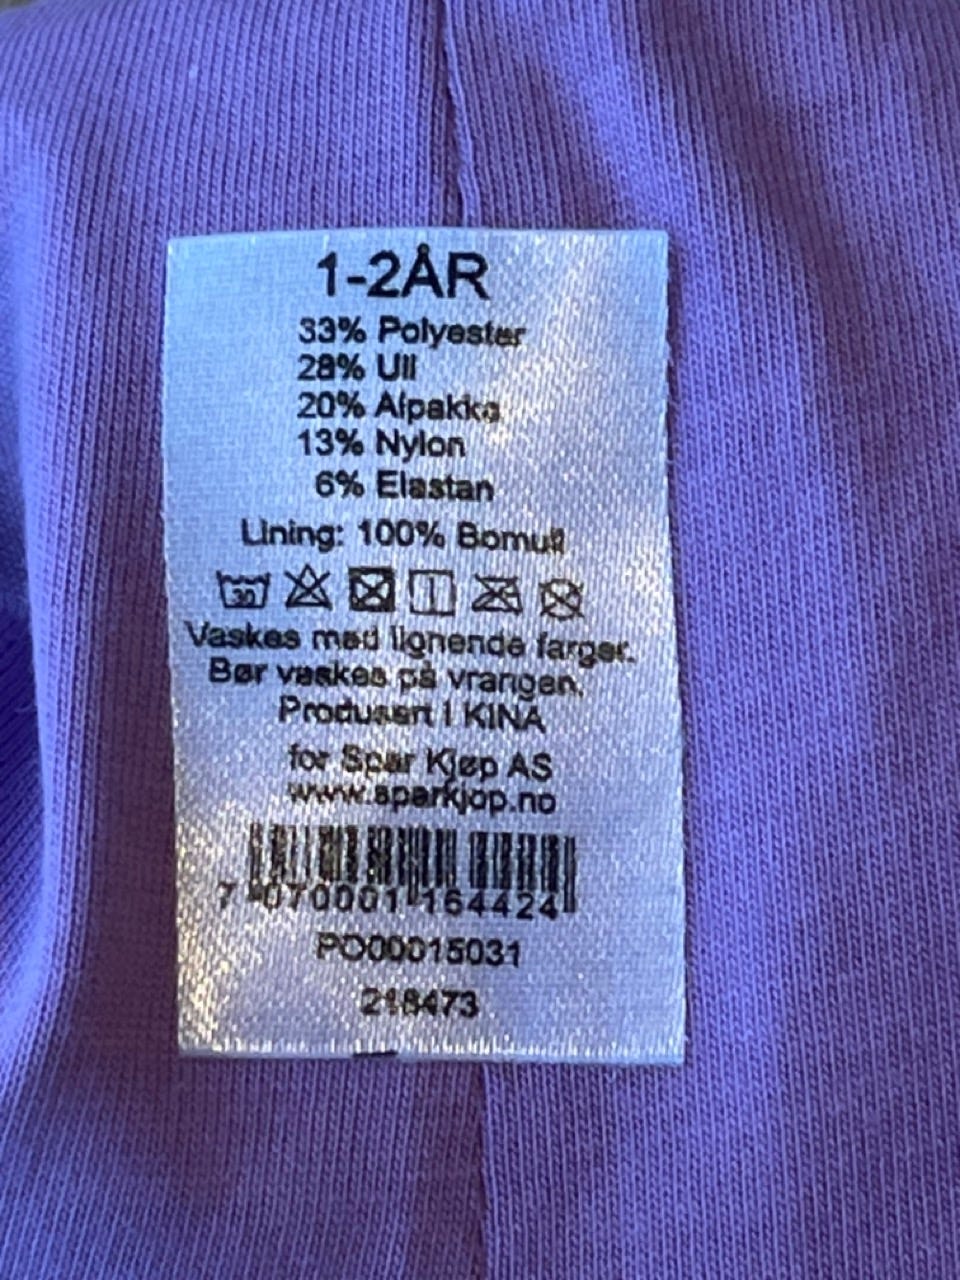 1-2ÅR
33% Polyester
28% Ull
20% Alpakka
13% Nylon
6% Elastan
Lining: 100% Bomull
30
Vaskes med lignende farger.
Bør vaskes på vrangen.
Produsert i KINA
for Spar Kjøp AS
www.sparkjop.no
7 070001 164424
PO00015031
218473